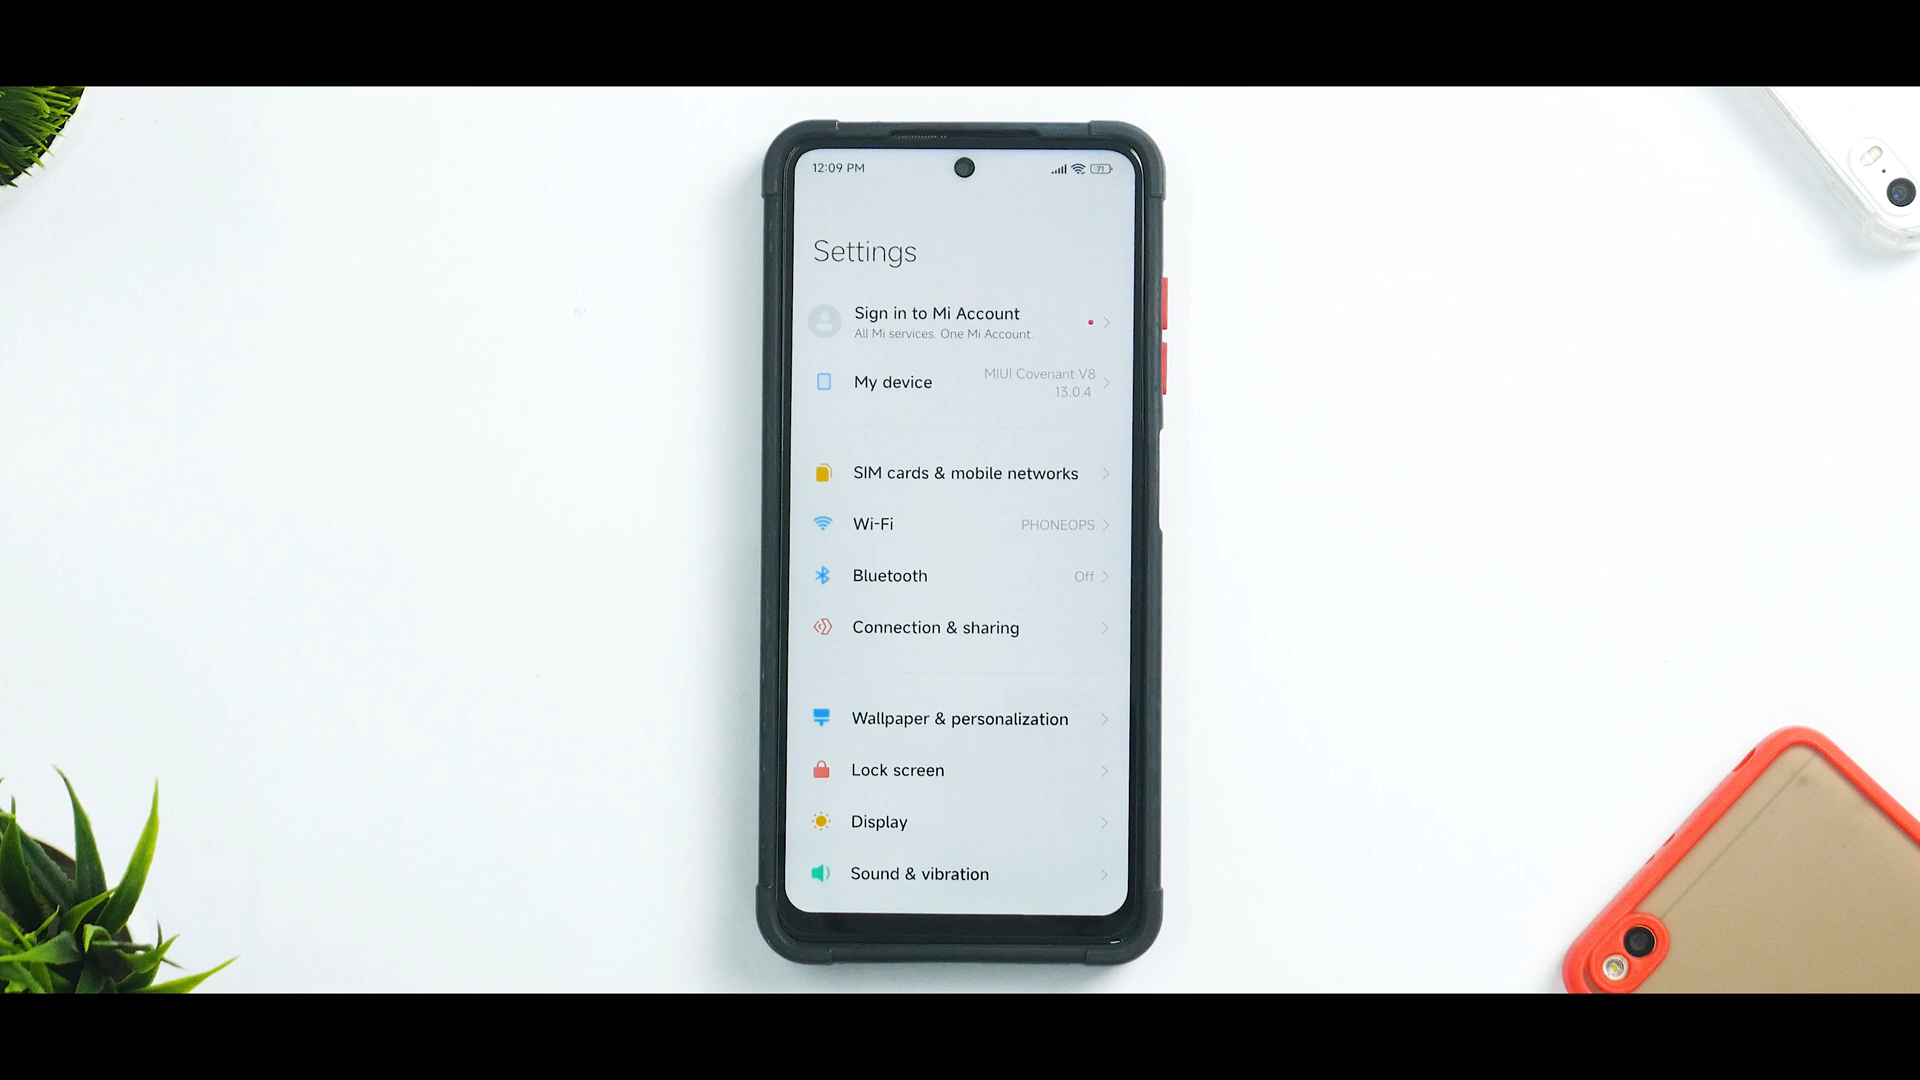 12:09 PM
71
Settings
Sign in to Mi Account
All Mi services. One Mi Account.
My device
MIUI Covenant V8
13.0.4
SIM cards & mobile networks
Wi-Fi
PHONEOPS
Bluetooth
Off
Connection & sharing
Wallpaper & personalization
Lock screen
Display
Sound & vibration